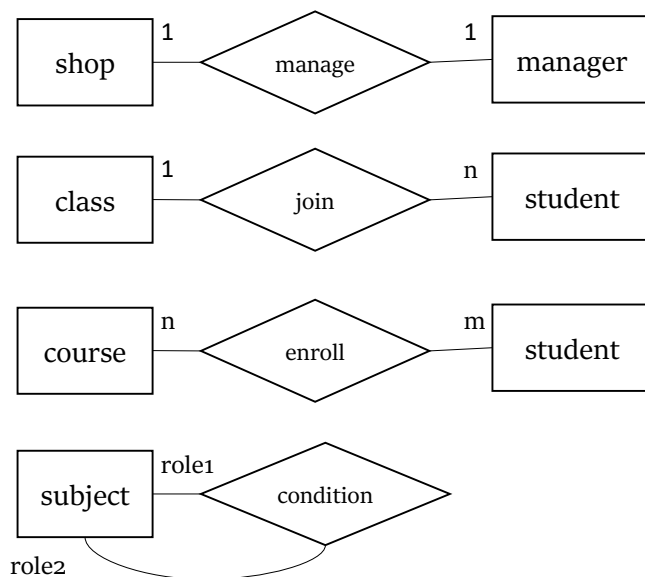 1 1
shop manage manager
1 n
class join student
n m
course enroll student
role1
subject condition
role2